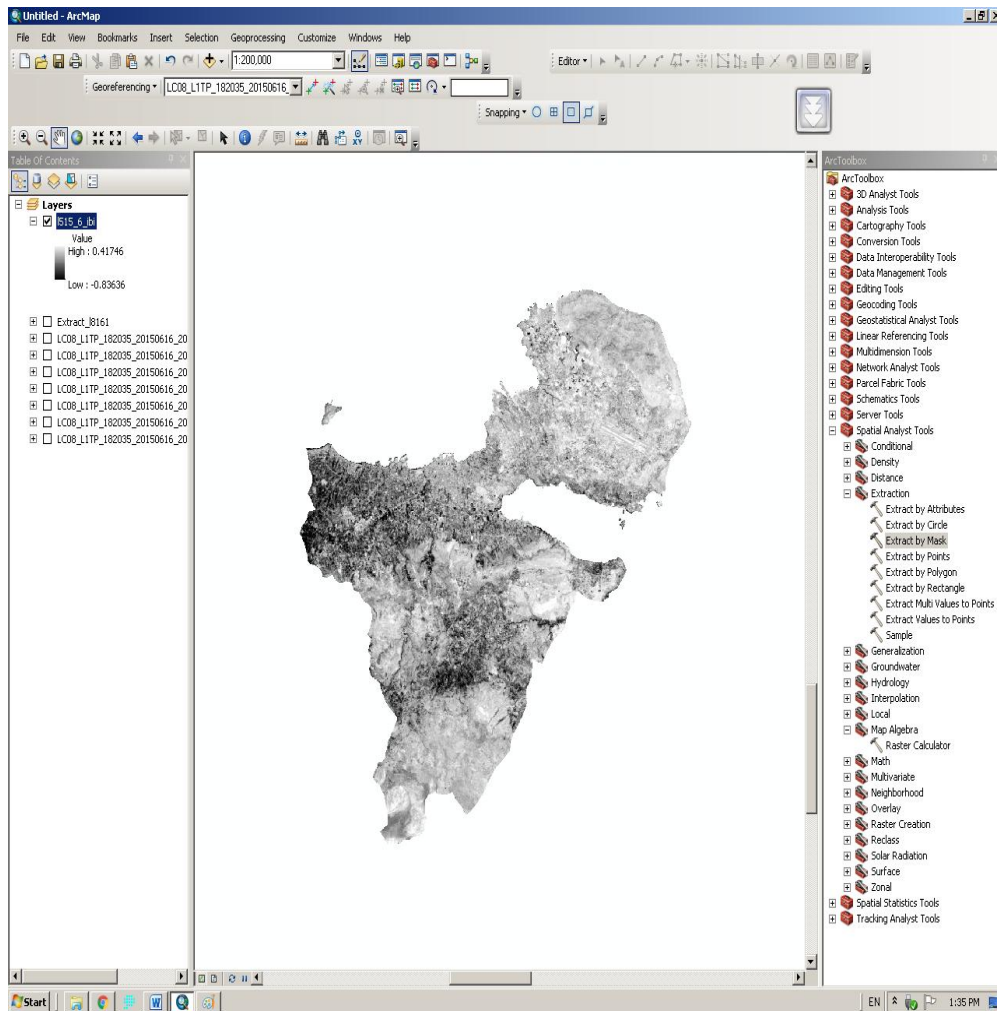 Untitled - ArcMap
File Edit View Bookmarks Insert Selection Geoprocessing Customize Windows Help
1:200,000
Editor
Georeferencing LC08_L1TP_182035_20150616_
Snapping
Table Of Contents
Layers
l515_6_ibi
Value
High : 0.41746
Low : -0.83636
Extract_l8161
LC08_L1TP_182035_20150616_20
LC08_L1TP_182035_20150616_20
LC08_L1TP_182035_20150616_20
LC08_L1TP_182035_20150616_20
LC08_L1TP_182035_20150616_20
LC08_L1TP_182035_20150616_20
LC08_L1TP_182035_20150616_20
ArcToolbox
ArcToolbox
3D Analyst Tools
Analysis Tools
Cartography Tools
Conversion Tools
Data Interoperability Tools
Data Management Tools
Editing Tools
Geocoding Tools
Geostatistical Analyst Tools
Linear Referencing Tools
Multidimension Tools
Network Analyst Tools
Parcel Fabric Tools
Schematics Tools
Server Tools
Spatial Analyst Tools
Conditional
Density
Distance
Extraction
Extract by Attributes
Extract by Circle
Extract by Mask
Extract by Points
Extract by Polygon
Extract by Rectangle
Extract Multi Values to Points
Extract Values to Points
Sample
Generalization
Groundwater
Hydrology
Interpolation
Local
Map Algebra
Raster Calculator
Math
Multivariate
Neighborhood
Overlay
Raster Creation
Reclass
Solar Radiation
Surface
Zonal
Spatial Statistics Tools
Tracking Analyst Tools
Start
EN
1:35 PM